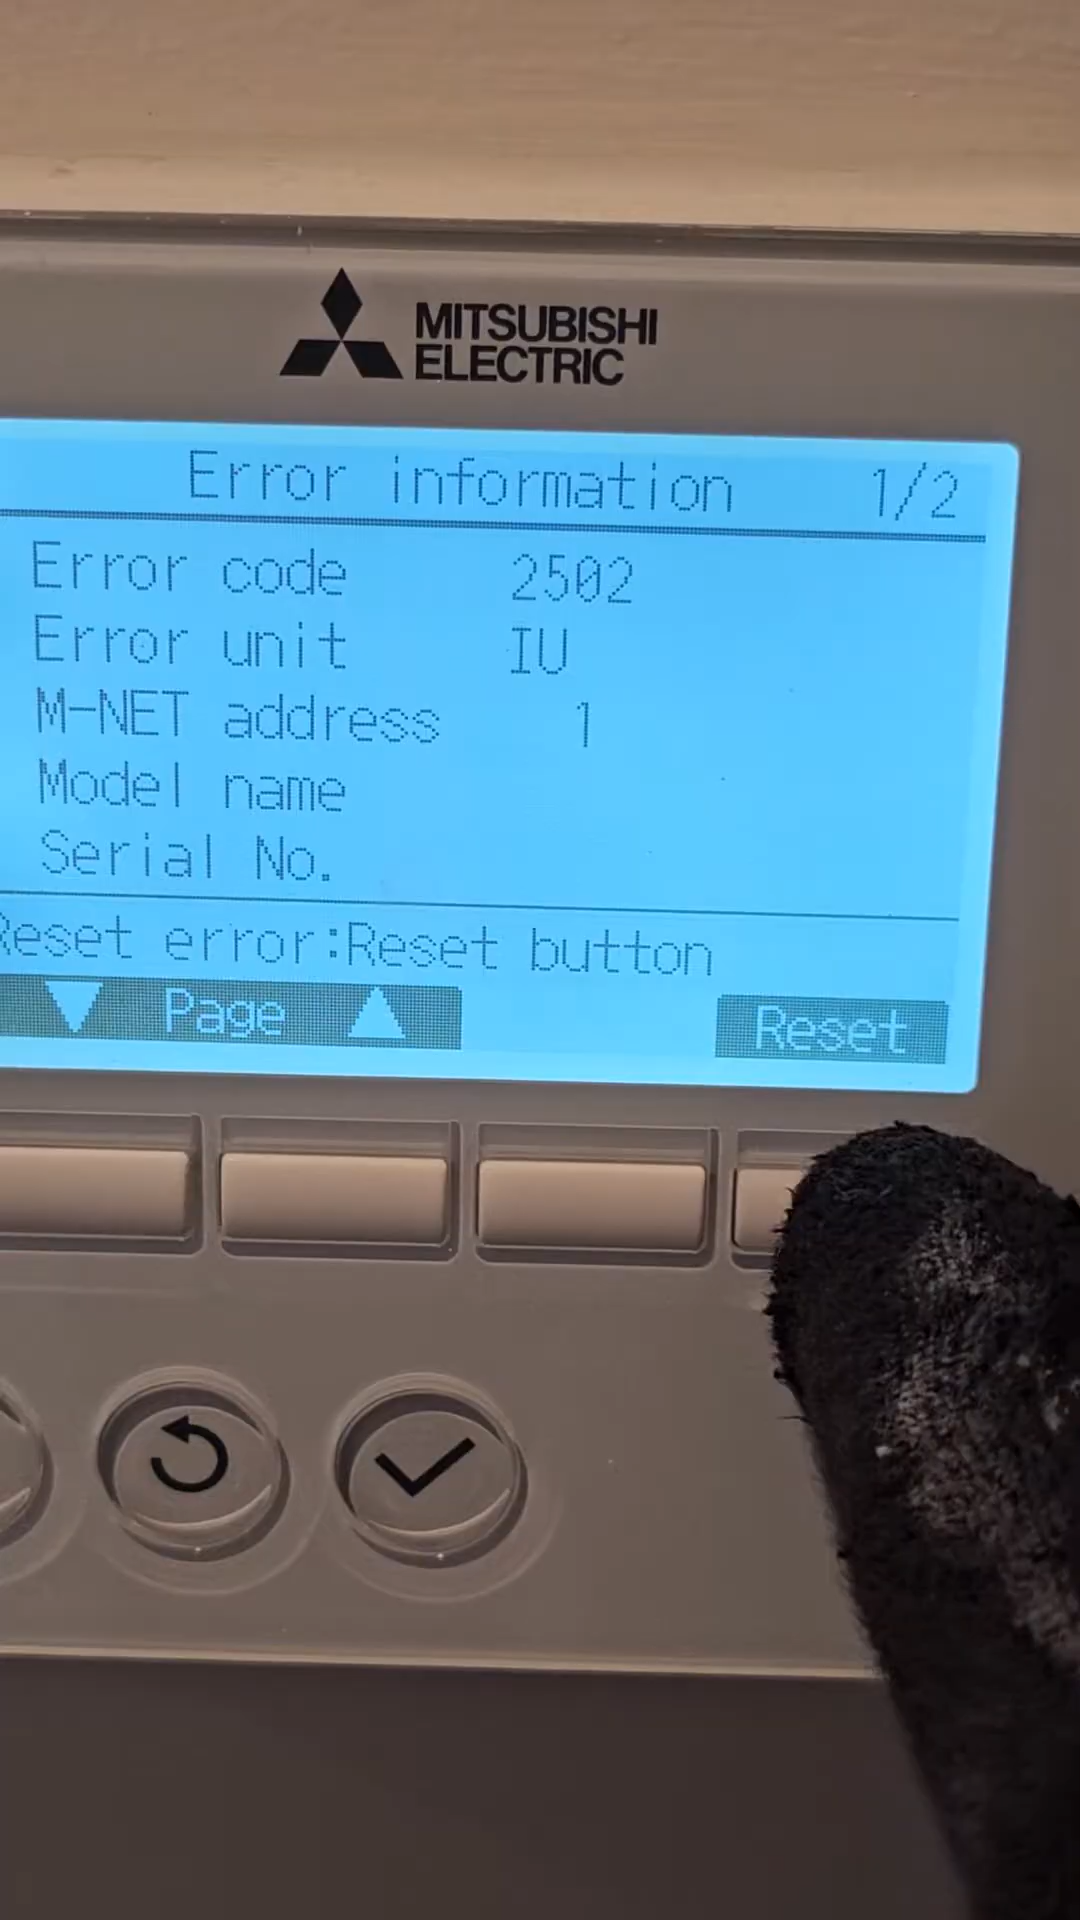 MITSUBISHI
ELECTRIC
Error information 1/2
Error code 2502
Error unit IU
M-NET address 1
Model name
Serial No.
Reset error:Reset button
Page Reset